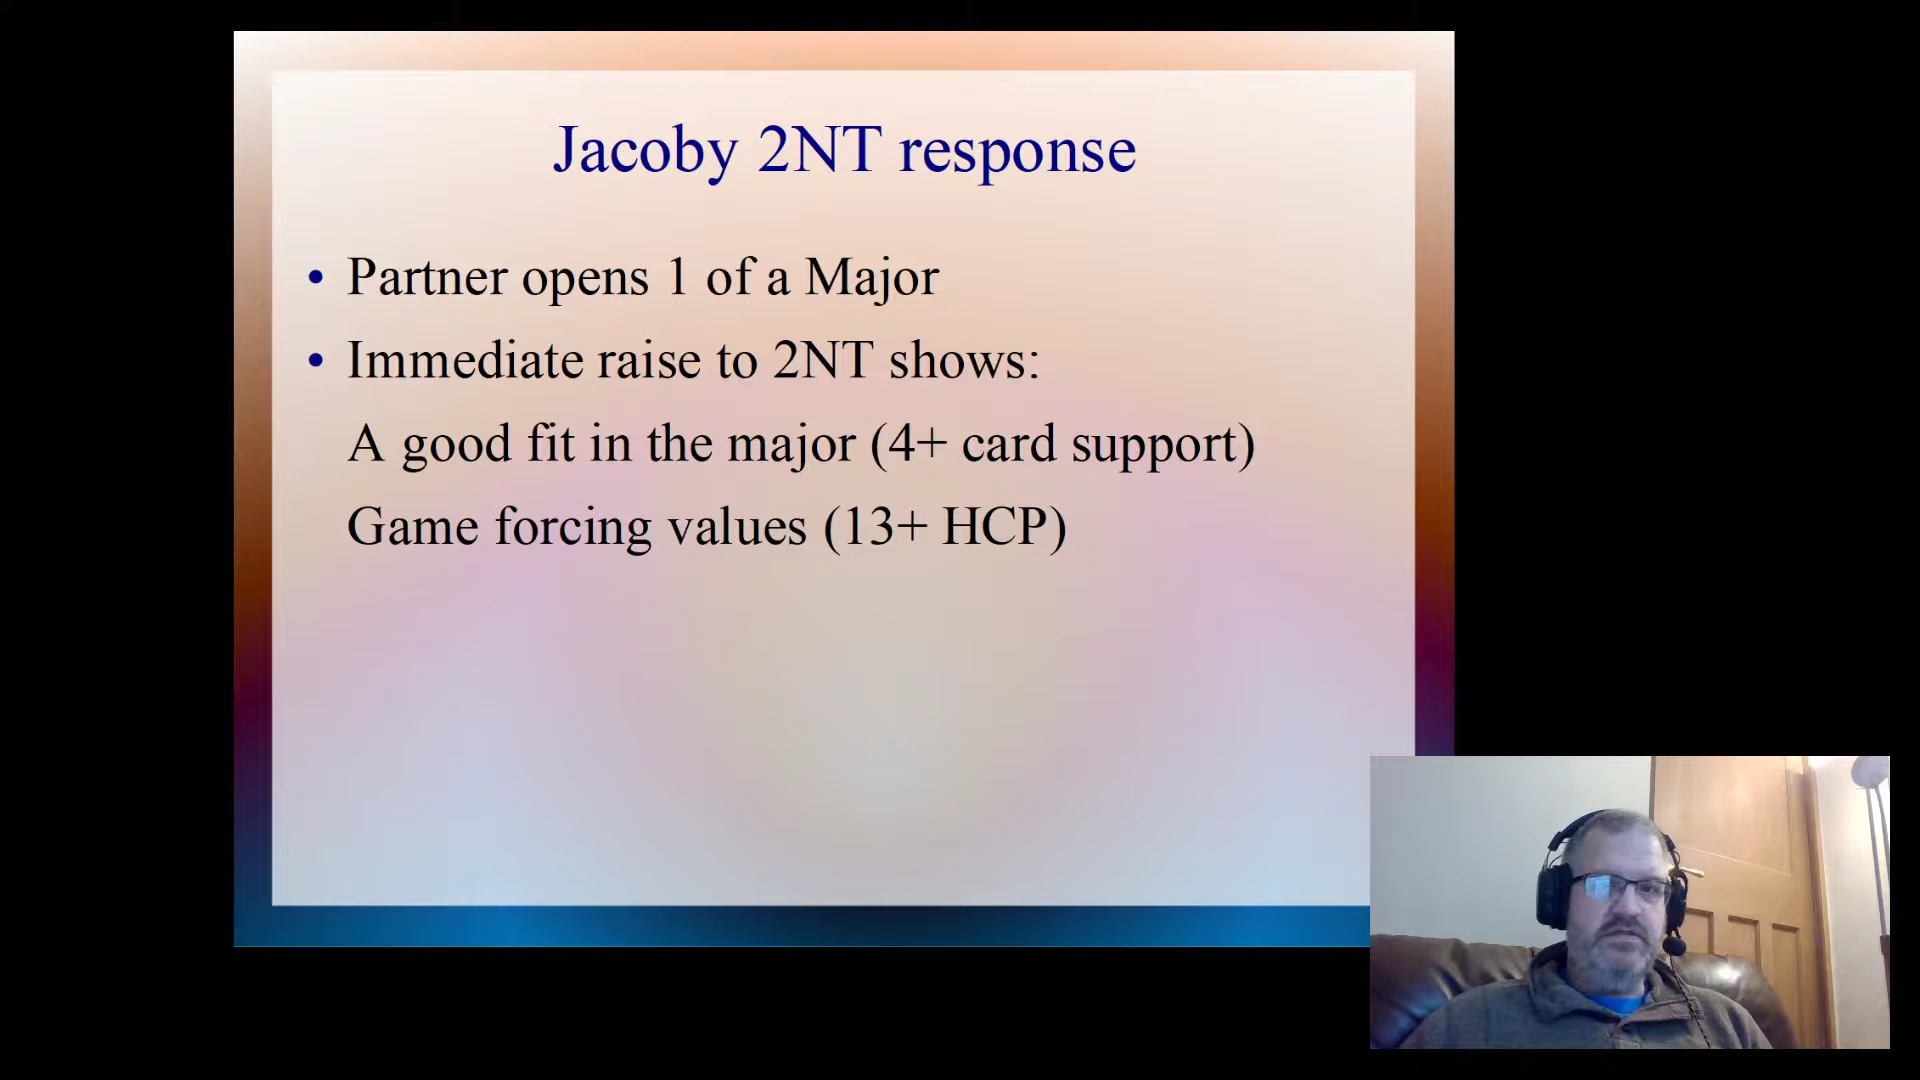 Jacoby 2NT response
• Partner opens 1 of a Major
• Immediate raise to 2NT shows:
A good fit in the major (4+ card support)
Game forcing values (13+ HCP)